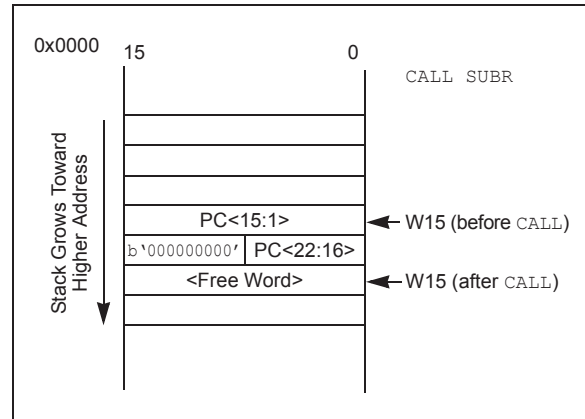 0x0000
15 0
CALL SUBR
Stack Grows Toward
Higher Address
PC<15:1>
W15 (before CALL)
b‘000000000’ PC<22:16>
<Free Word>
W15 (after CALL)